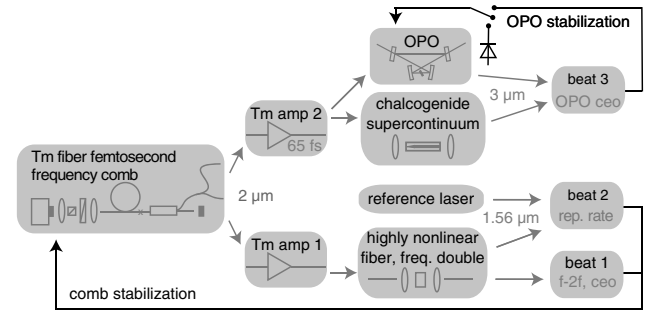 OPO stabilization
OPO
beat 3
OPO ceo
3 μm
chalcogenide
supercontinuum
Tm amp 2
65 fs
Tm fiber femtosecond
frequency comb
2 μm
reference laser
beat 2
rep. rate
1.56 μm
highly nonlinear
fiber, freq. double
Tm amp 1
beat 1
f-2f, ceo
comb stabilization